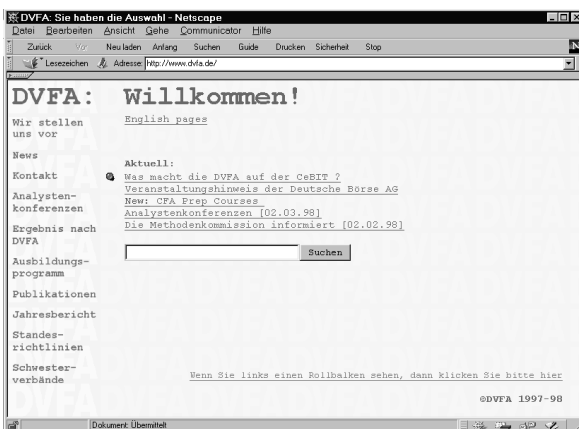 DVFA: Sie haben die Auswahl - Netscape
Datei Bearbeiten Ansicht Gehe Communicator Hilfe
Zurück Vor Neu laden Anfang Suchen Guide Drucken Sicherheit Stop
Lesezeichen Adresse: http://www.dvfa.de/
DVFA:
Wir stellen
uns vor
News
Kontakt
Analysten-
konferenzen
Ergebnis nach
DVFA
Ausbildungs-
programm
Publikationen
Jahresbericht
Standes-
richtlinien
Schwester-
verbände
Willkommen!
English pages
Aktuell:
Was macht die DVFA auf der CeBIT ?
Veranstaltungshinweis der Deutsche Börse AG
New: CFA Prep Courses
Analystenkonferenzen [02.03.98]
Die Methodenkommission informiert [02.02.98]
Suchen
Wenn Sie links einen Rollbalken sehen, dann klicken Sie bitte hier
©DVFA 1997-98
Dokument: Übermittelt